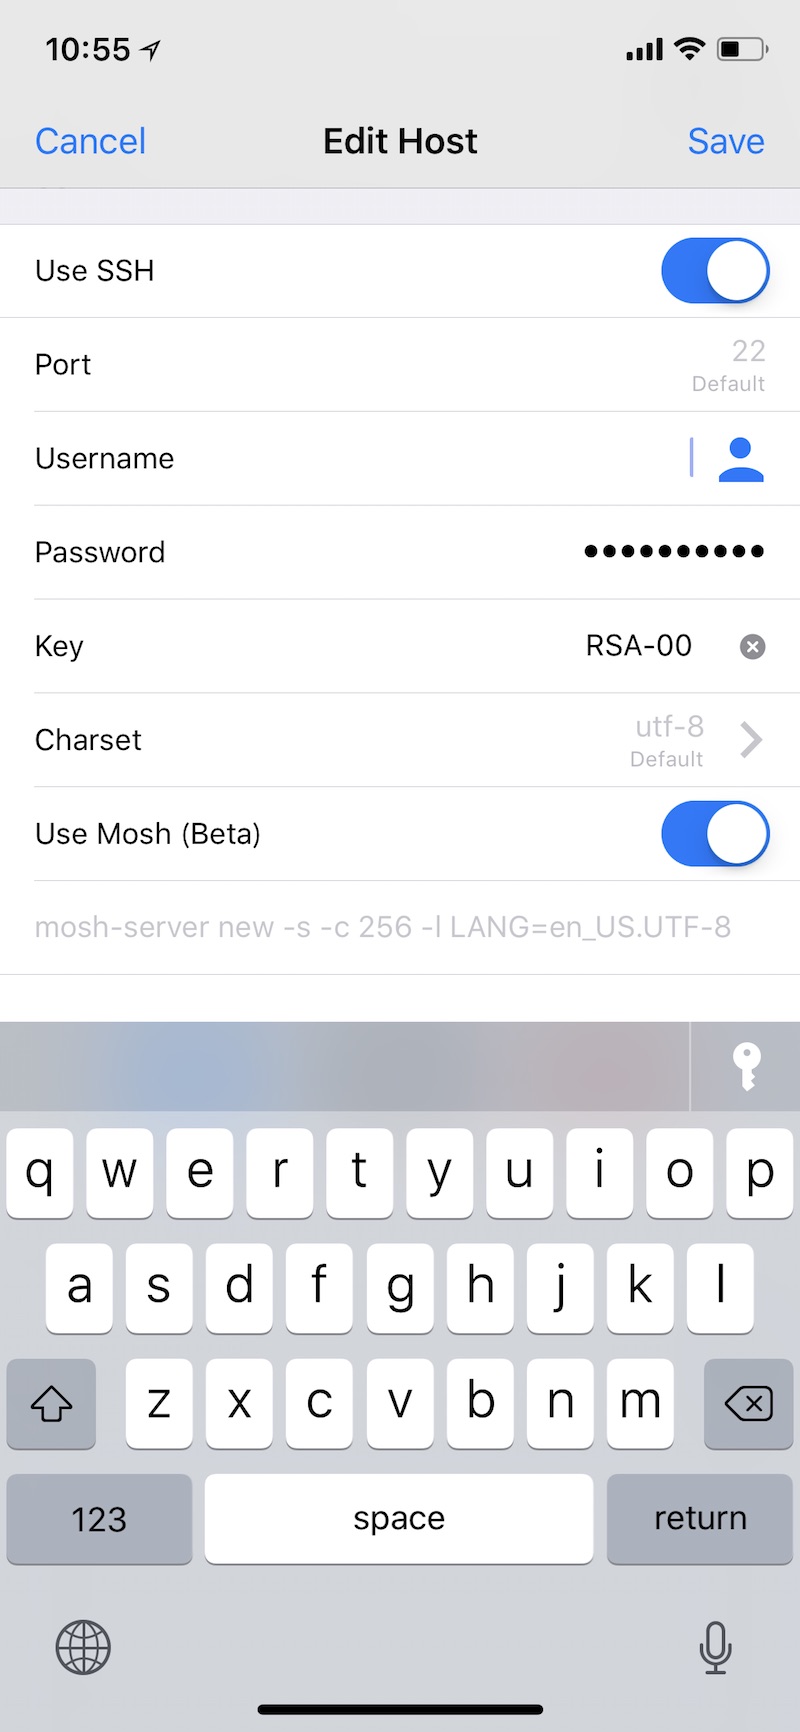 10:55
Cancel Edit Host Save
Use SSH
Port 22
Default
Username
Password ••••••••••
Key RSA-00
Charset utf-8
Default
Use Mosh (Beta)
mosh-server new -s -c 256 -l LANG=en_US.UTF-8
q w e r t y u i o p
a s d f g h j k l
z x c v b n m
123 space return